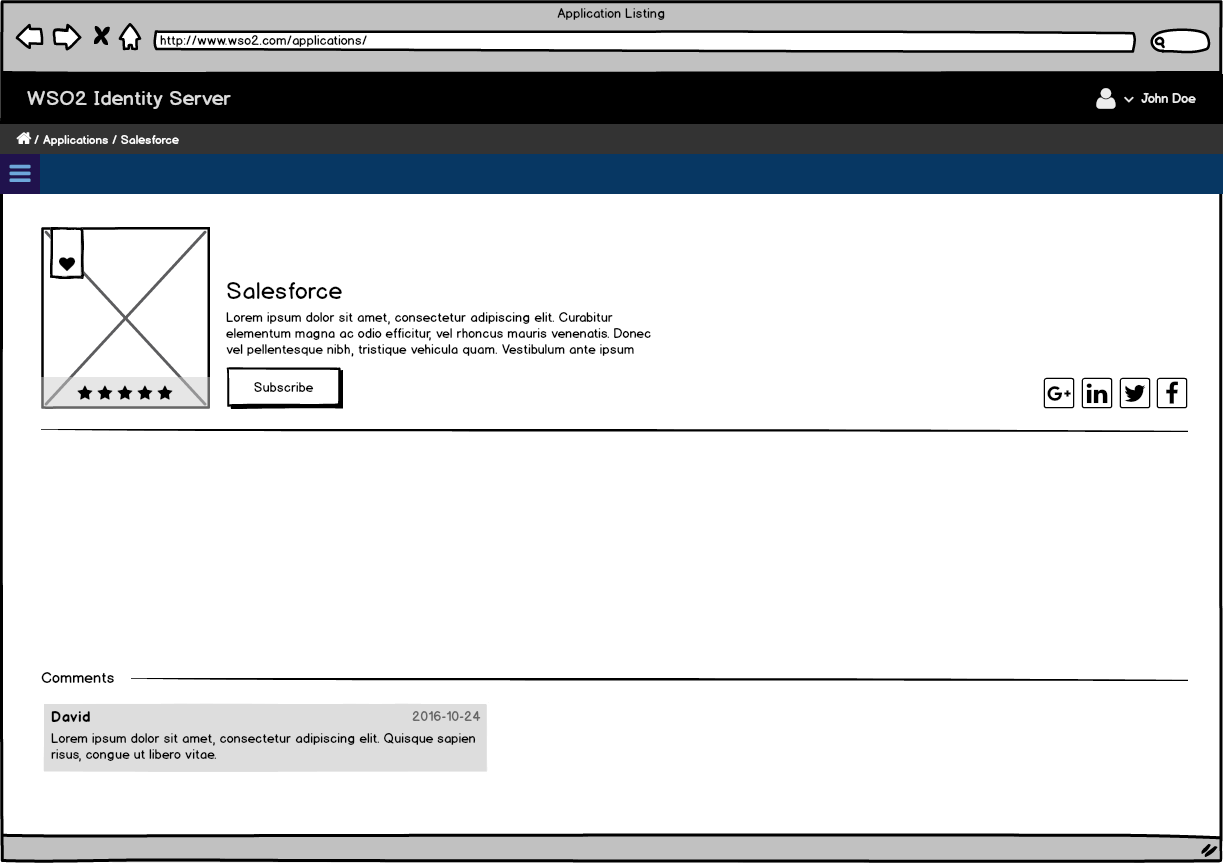 Application Listing
http://www.wso2.com/applications/
WSO2 Identity Server
John Doe
/ Applications / Salesforce
Salesforce
Lorem ipsum dolor sit amet, consectetur adipiscing elit. Curabitur
elementum magna ac odio efficitur, vel rhoncus mauris venenatis. Donec
vel pellentesque nibh, tristique vehicula quam. Vestibulum ante ipsum
Subscribe
G+ in f
Comments
David 2016-10-24
Lorem ipsum dolor sit amet, consectetur adipiscing elit. Quisque sapien
risus, congue ut libero vitae.